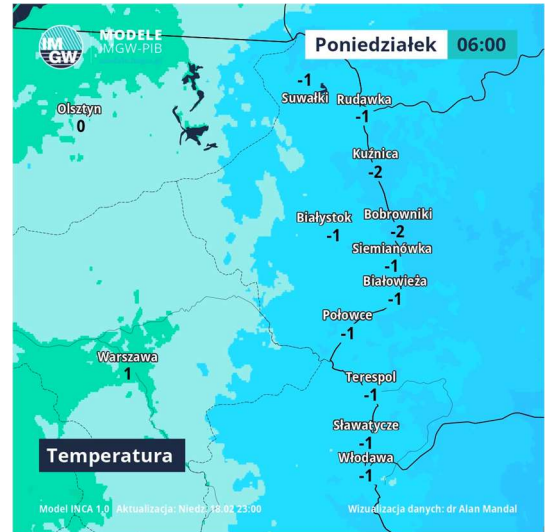 IMGW
MODELE
IMGW-PIB
Poniedziałek 06:00
-1
Suwałki
Rudawka
-1
Olsztyn
0
Kuźnica
-2
Białystok
-1
Bobrowniki
-2
Siemianówka
-1
Białowieża
-1
Połowce
-1
Warszawa
1
Terespol
-1
Sławatycze
-1
Włodawa
-1
Temperatura
Model INCA 1.0 Aktualizacja: Niedz. 18.02 23:00
Wizualizacja danych: dr Alan Mandal